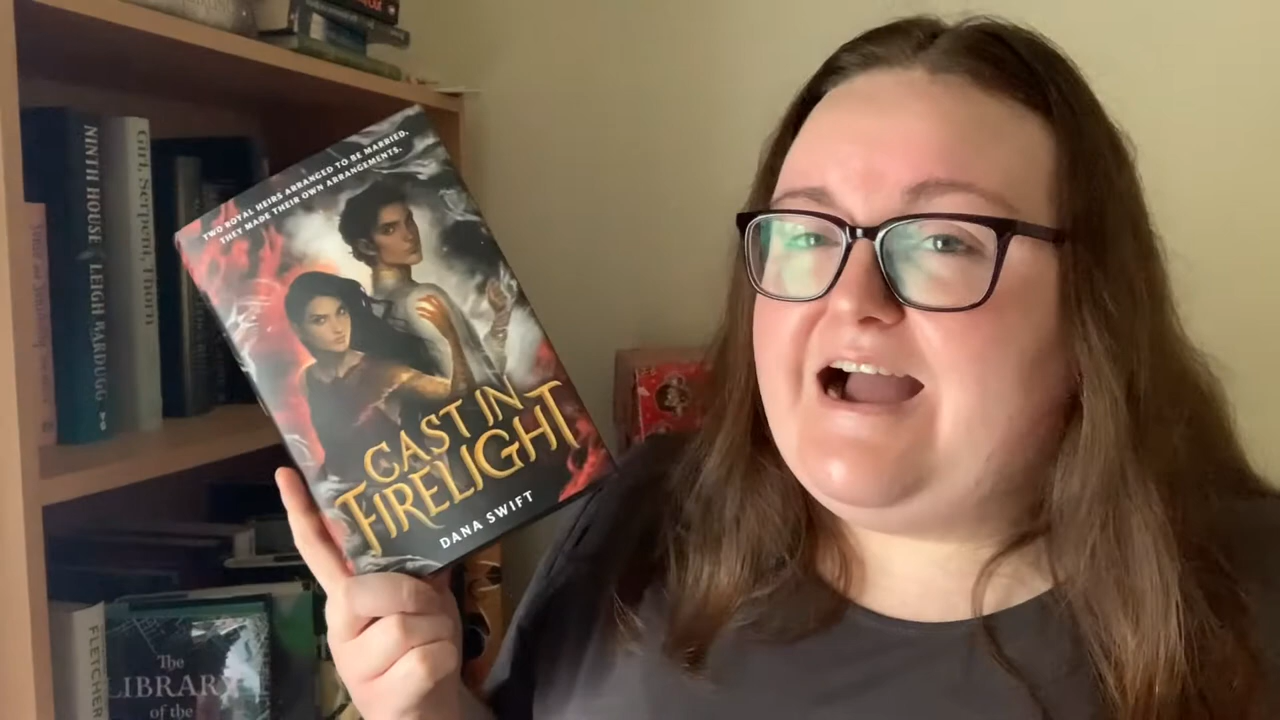 TWO ROYAL HEIRS ARRANGED TO BE MARRIED.
THEY MADE THEIR OWN ARRANGEMENTS.
CAST IN
FIRELIGHT
DANA SWIFT
NINTH HOUSE LEIGH BARDUGO
Girl, Serpent, Thorn
FLETCHER
The
LIBRARY
of the